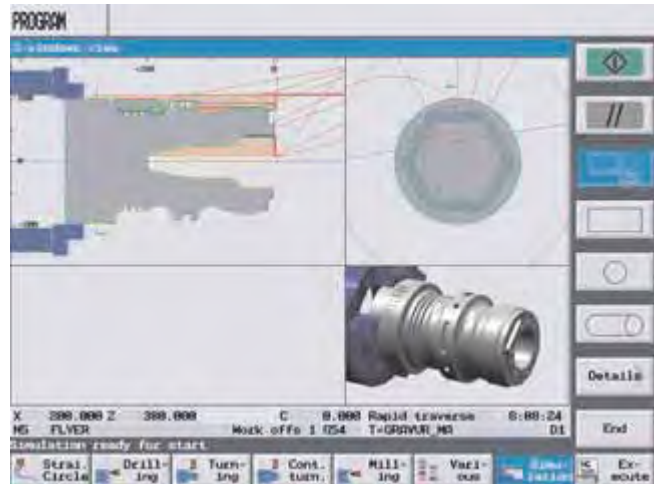 PROGRAM
3-windows view
Details
X 200.000 Z 300.000 C 0.000 Rapid traverse 0:08:24
N5 FLYER Work offs 1 G54 T=GRAVUR_MA D1
End
Simulation ready for start
Strai. Circle
Drill- ing
Turn- ing
Cont. turn.
Mill- ing
Vari- ous
Simu- lation
Ex- ecute